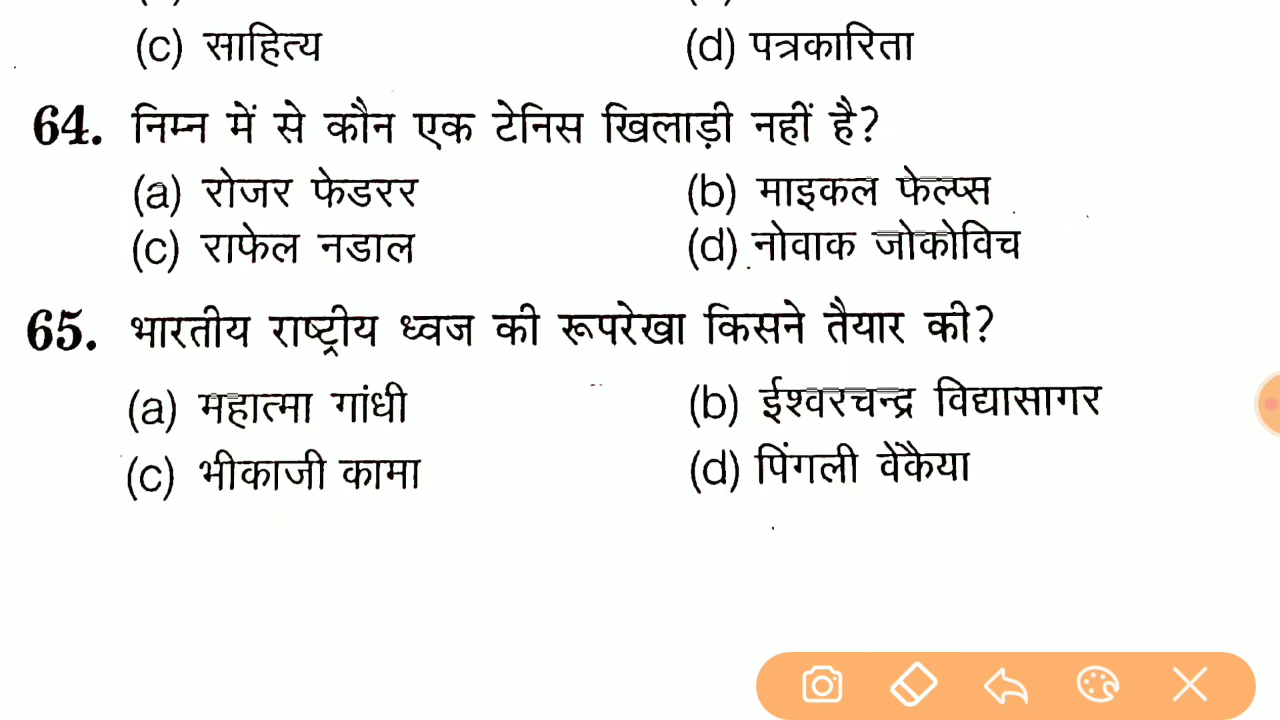 (c) साहित्य (d) पत्रकारिता
64. निम्न में से कौन एक टेनिस खिलाड़ी नहीं है?
(a) रोजर फेडरर (b) माइकल फेल्प्स
(c) राफेल नडाल (d) नोवाक जोकोविच
65. भारतीय राष्ट्रीय ध्वज की रूपरेखा किसने तैयार की?
(a) महात्मा गांधी (b) ईश्वरचन्द्र विद्यासागर
(c) भीकाजी कामा (d) पिंगली वेंकैया